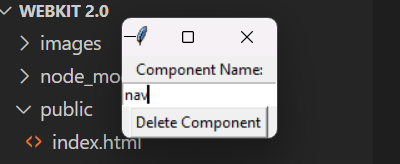 WEBKIT 2.0
images
node_mo
public
index.html
Component Name:
nav
Delete Component